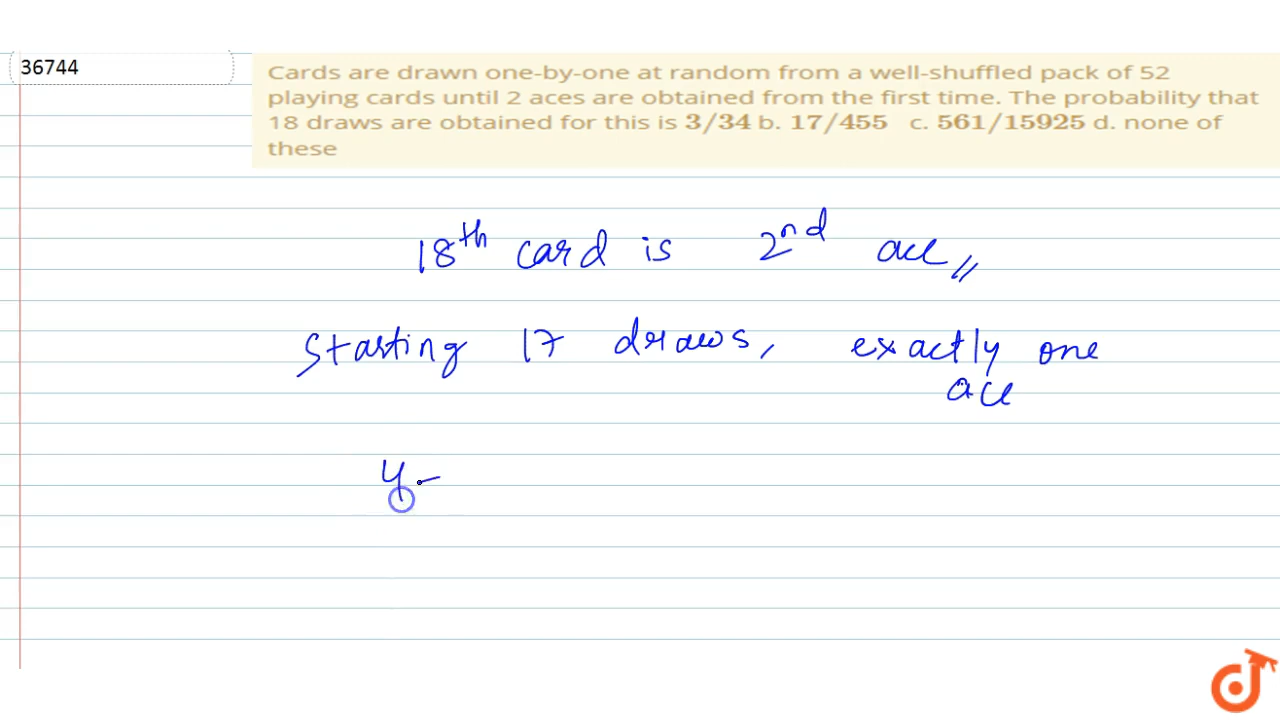 36744
Cards are drawn one-by-one at random from a well-shuffled pack of 52
playing cards until 2 aces are obtained from the first time. The probability that
18 draws are obtained for this is 3/34 b. 17/455 c. 561/15925 d. none of
these
18th card is 2nd ace
Starting 17 draws, exactly one
ace
4